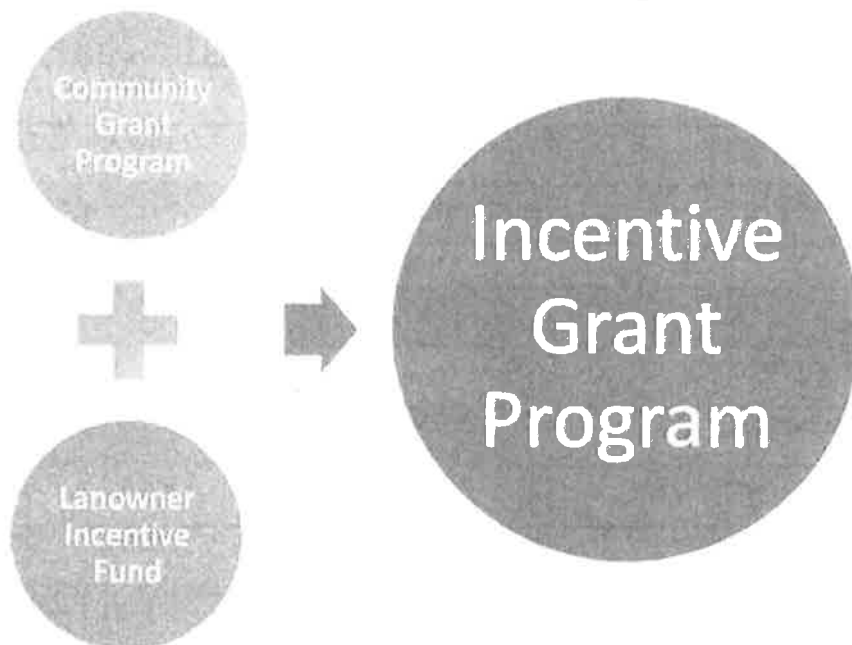 Community
Grant
Program
Lanowner
Incentive
Fund
Incentive
Grant
Program